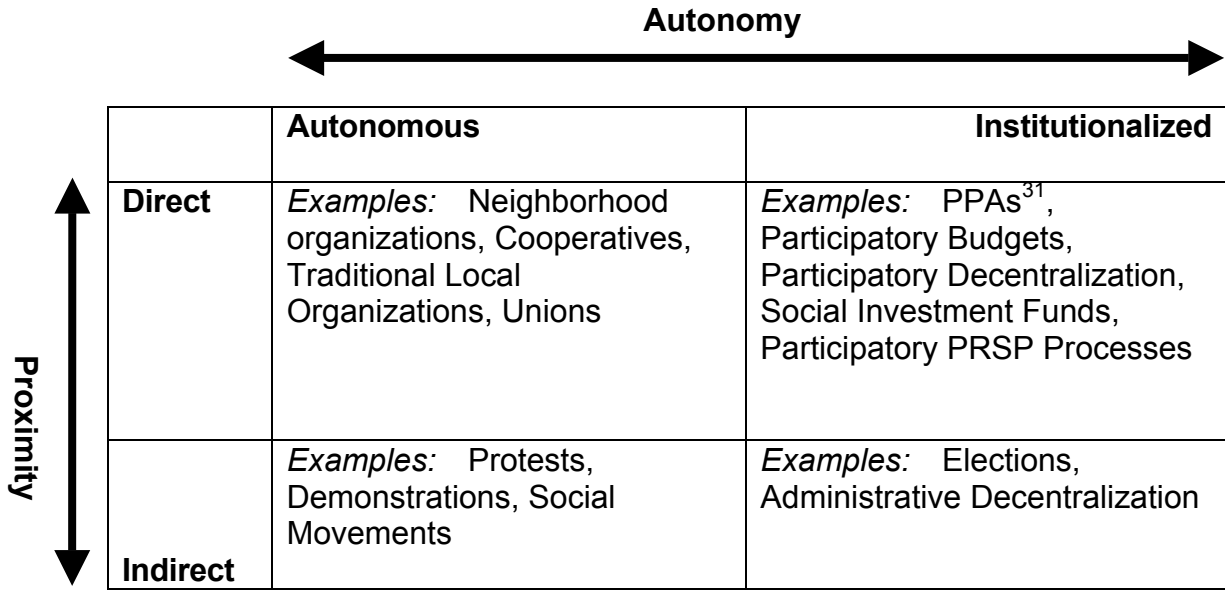 Autonomy
Autonomous
Institutionalized
Proximity
Direct
Examples: Neighborhood
organizations, Cooperatives,
Traditional Local
Organizations, Unions
Examples: PPAs31,
Participatory Budgets,
Participatory Decentralization,
Social Investment Funds,
Participatory PRSP Processes
Indirect
Examples: Protests,
Demonstrations, Social
Movements
Examples: Elections,
Administrative Decentralization